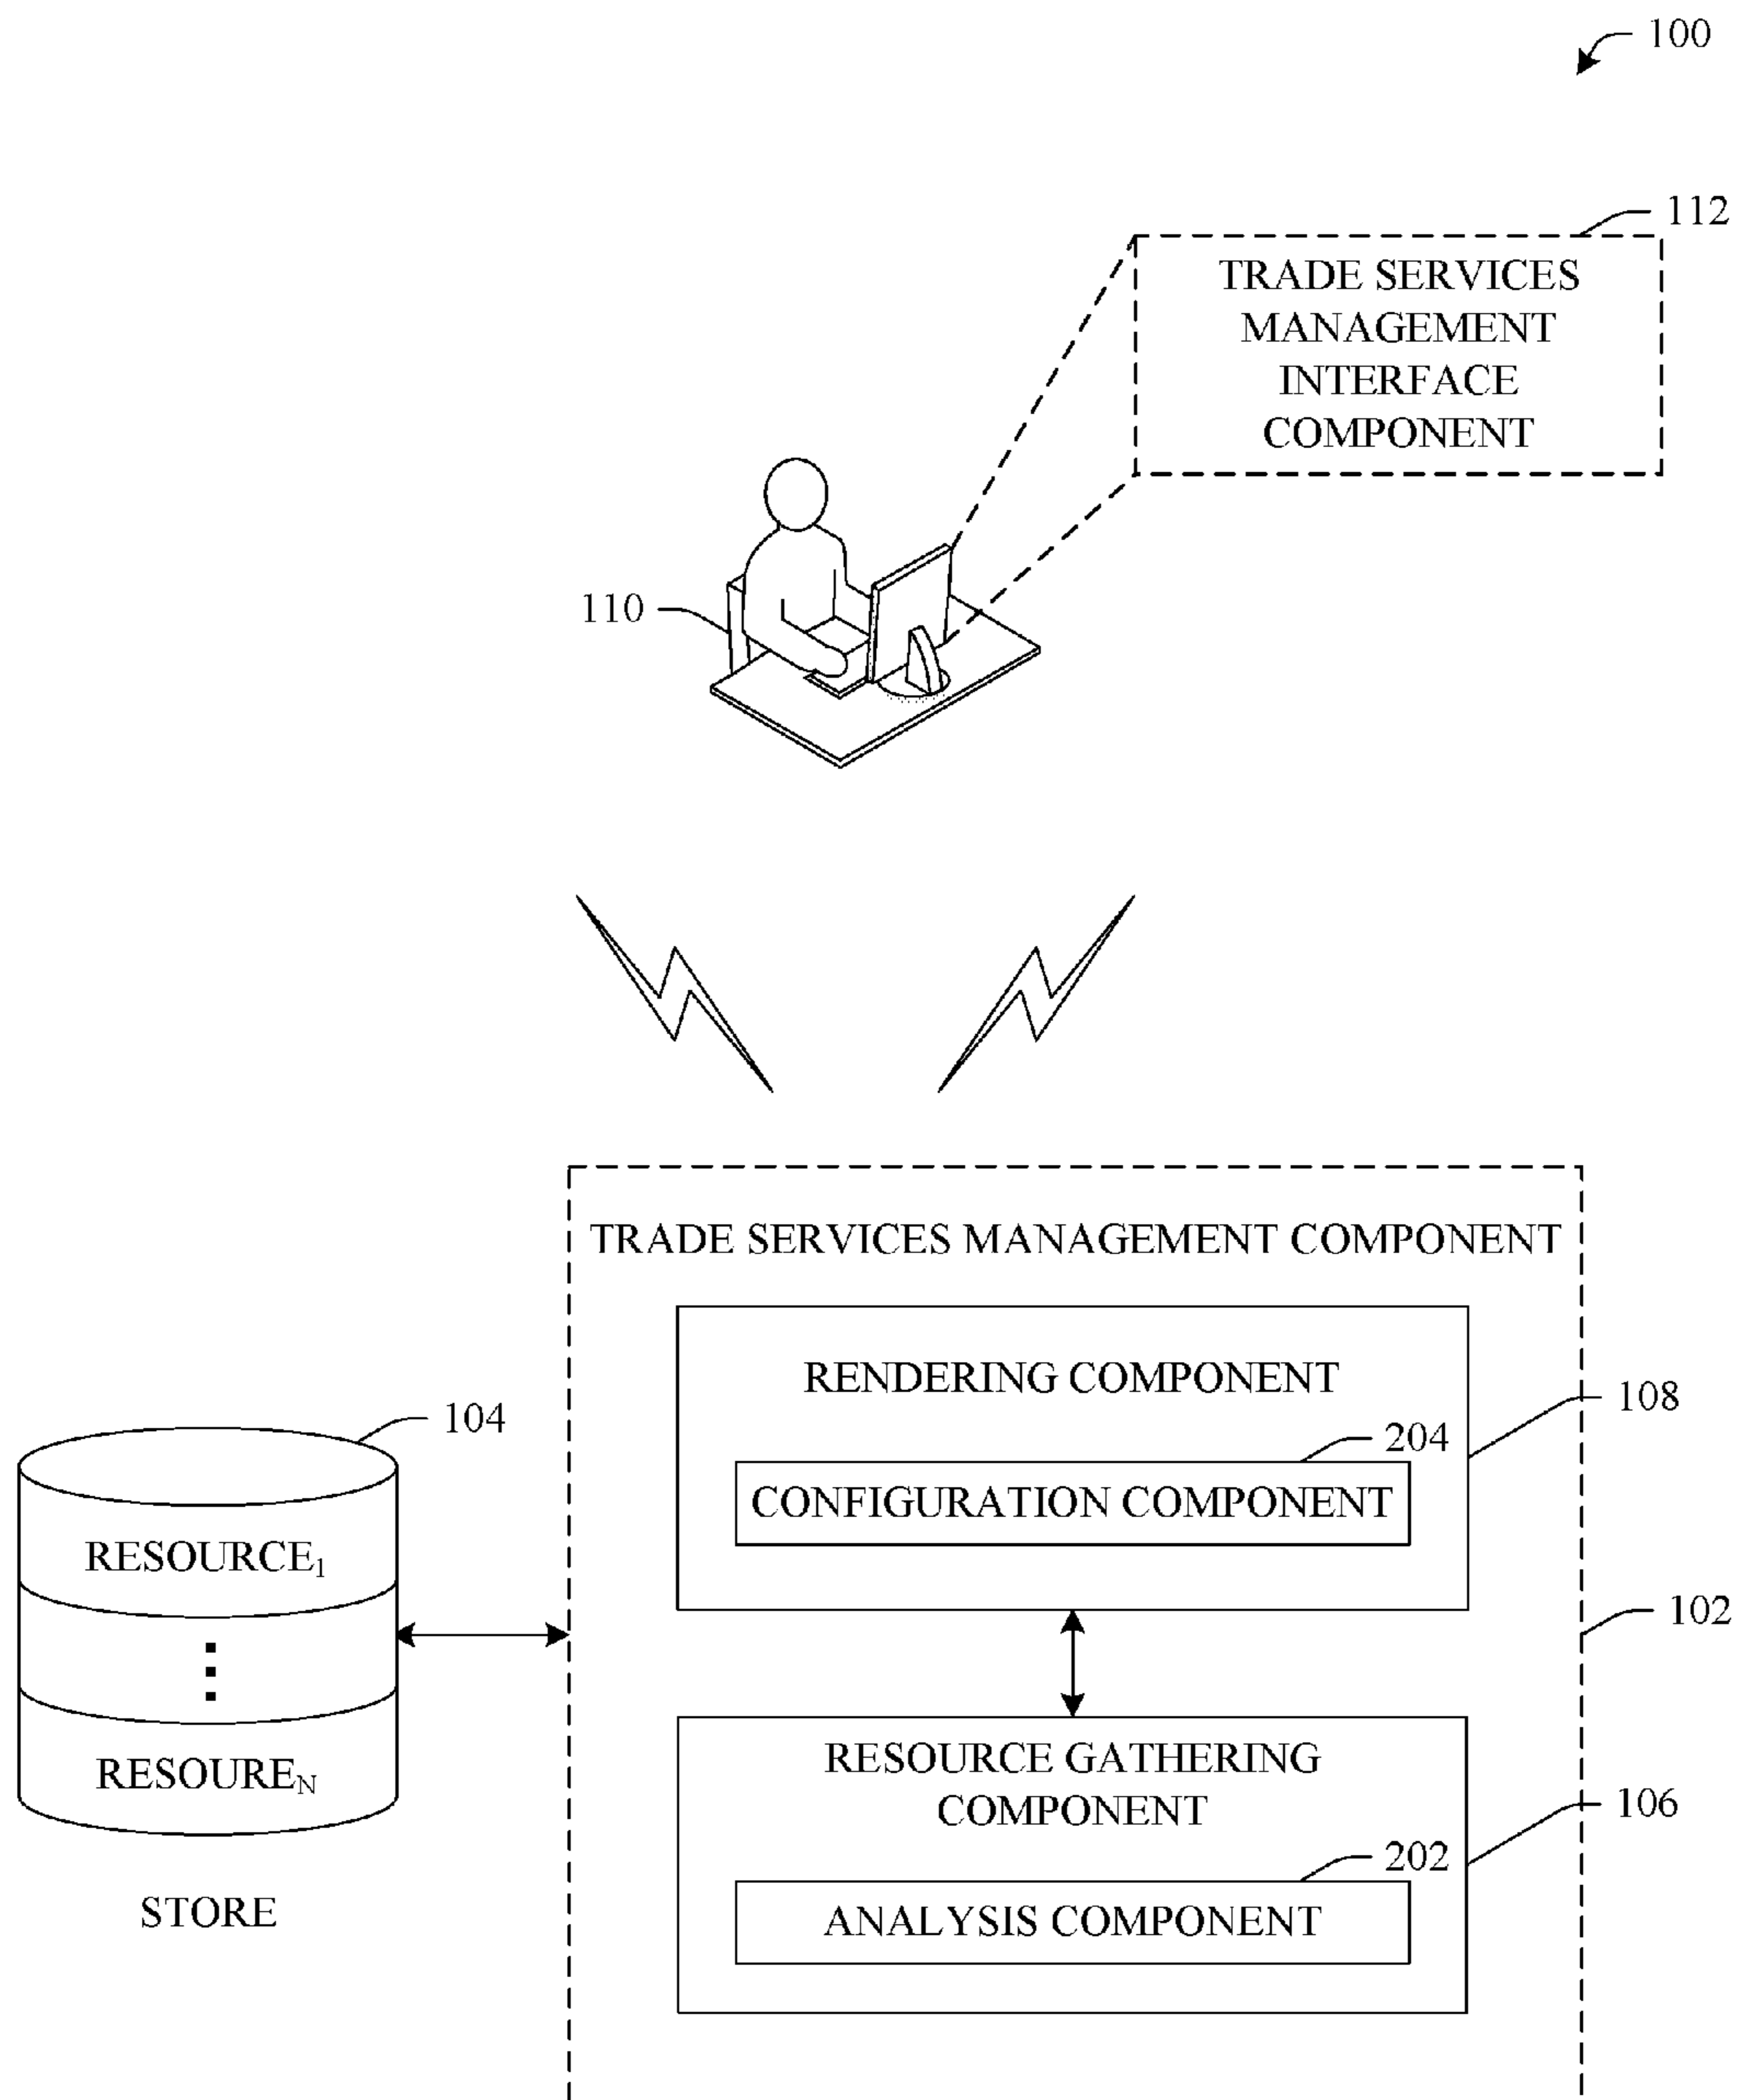 100
112
TRADE SERVICES
MANAGEMENT
INTERFACE
COMPONENT
110
TRADE SERVICES MANAGEMENT COMPONENT
RENDERING COMPONENT
108
104
204
CONFIGURATION COMPONENT
RESOURCE1
102
RESOURCE GATHERING
COMPONENT
RESOUREN
106
202
STORE
ANALYSIS COMPONENT